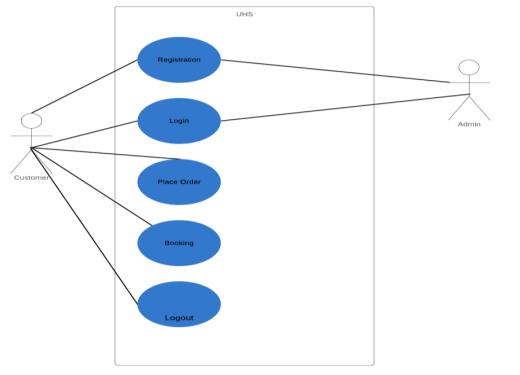 UHS
Registration
Login
Admin
Customer
Place Order
Booking
Logout